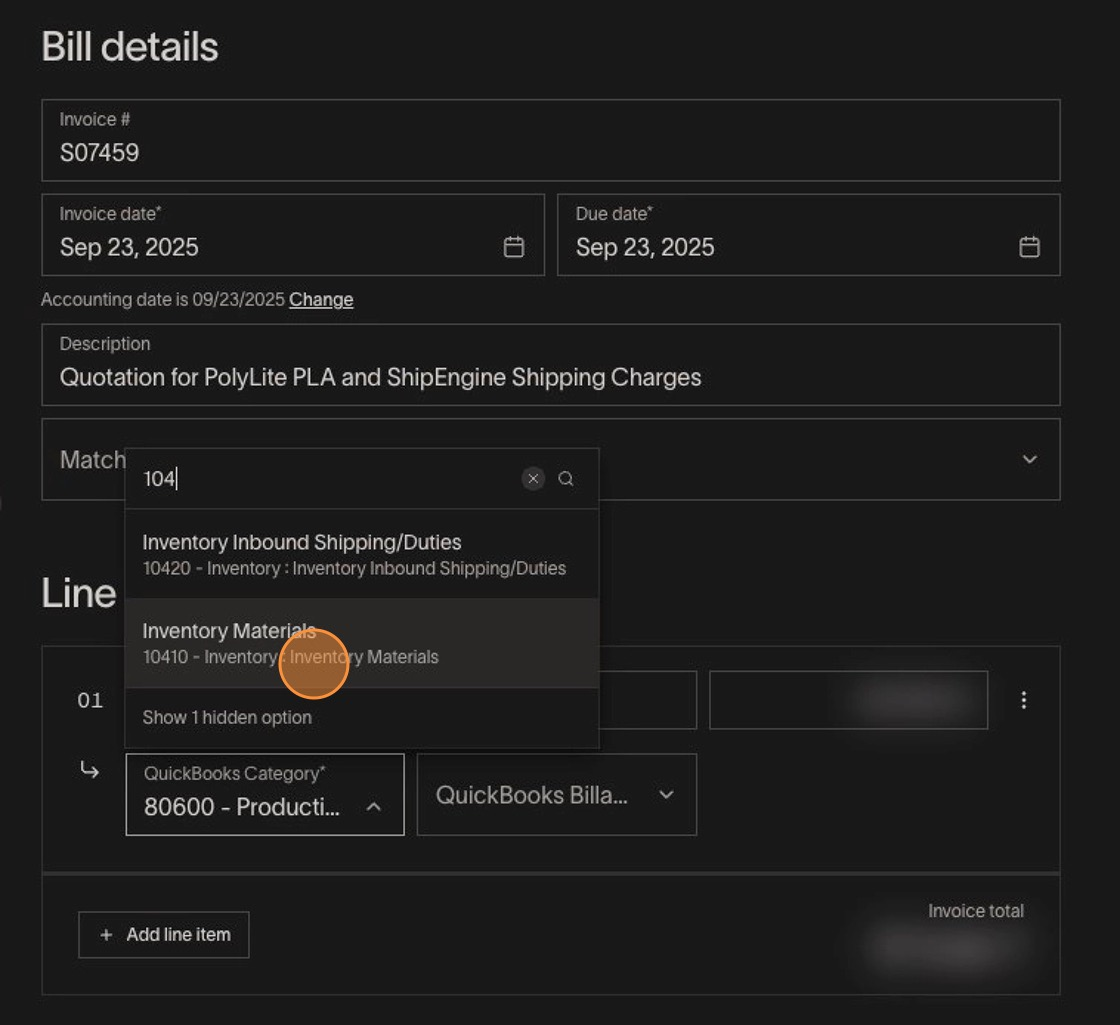 Bill details
Invoice #
S07459
Invoice date*
Sep 23, 2025
Due date*
Sep 23, 2025
Accounting date is 09/23/2025 Change
Description
Quotation for PolyLite PLA and ShipEngine Shipping Charges
Match
104
Inventory Inbound Shipping/Duties
10420 - Inventory : Inventory Inbound Shipping/Duties
Line
Inventory Materials
10410 - Inventory : Inventory Materials
01
Show 1 hidden option
QuickBooks Category*
80600 - Producti...
QuickBooks Billa...
Invoice total
+ Add line item